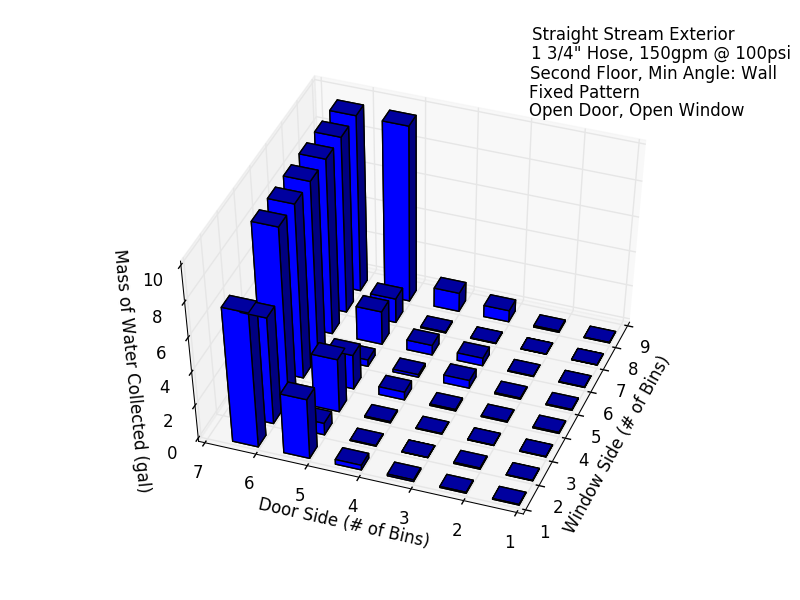 Straight Stream Exterior
1 3/4" Hose, 150gpm @ 100psi
Second Floor, Min Angle: Wall
Fixed Pattern
Open Door, Open Window
Mass of Water Collected (gal)
10
8
6
4
2
0
7
6
5
4
3
2
1
Door Side (# of Bins)
9
8
7
6
5
4
3
2
1
Window Side (# of Bins)